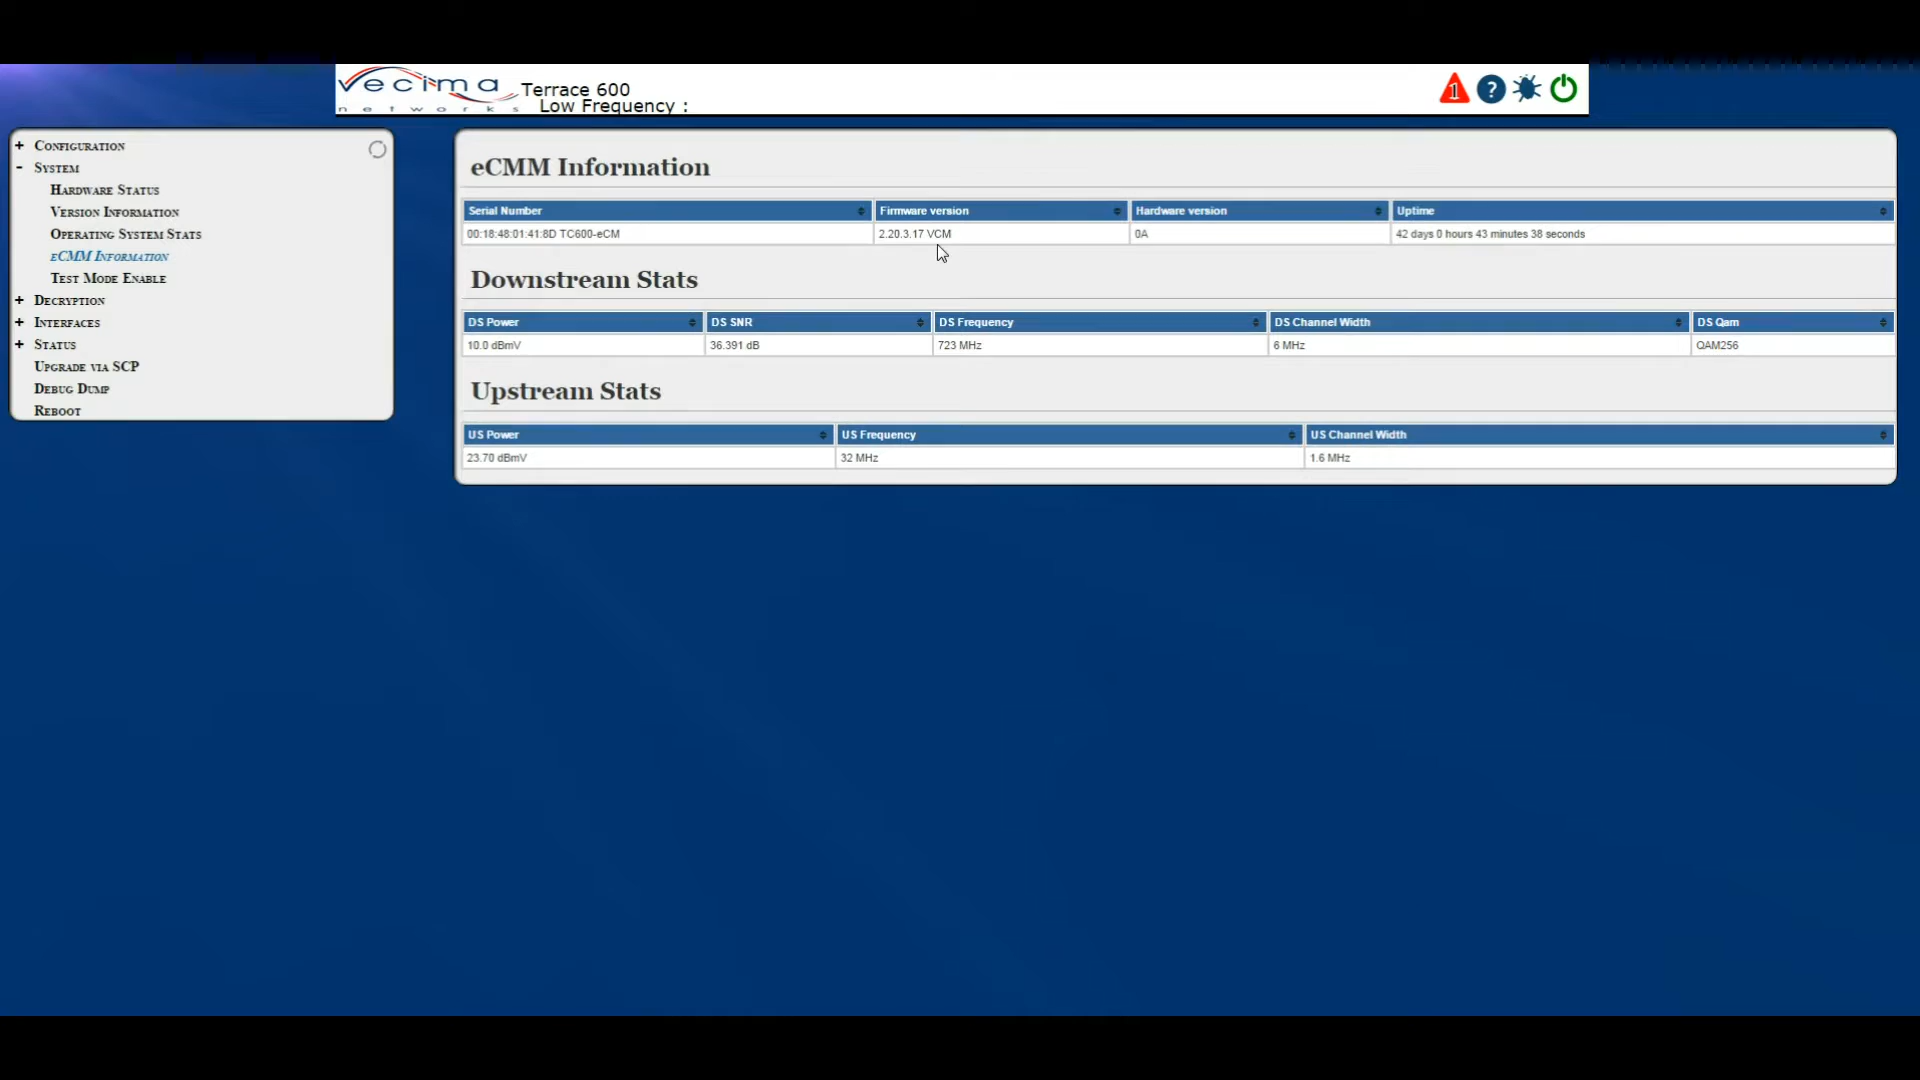 vecima
networks
Terrace 600
Low Frequency :
1
?
+ Configuration
- System
Hardware Status
Version Information
Operating System Stats
eCMM Information
Test Mode Enable
+ Decryption
+ Interfaces
+ Status
Upgrade via SCP
Debug Dump
Reboot
eCMM Information
Serial Number Firmware version Hardware version Uptime
00:18:48:01:41:8D TC600-eCM 2.20.3.17 VCM 0A 42 days 0 hours 43 minutes 38 seconds
Downstream Stats
DS Power DS SNR DS Frequency DS Channel Width DS Qam
10.0 dBmV 36.391 dB 723 MHz 6 MHz QAM256
Upstream Stats
US Power US Frequency US Channel Width
23.70 dBmV 32 MHz 1.6 MHz